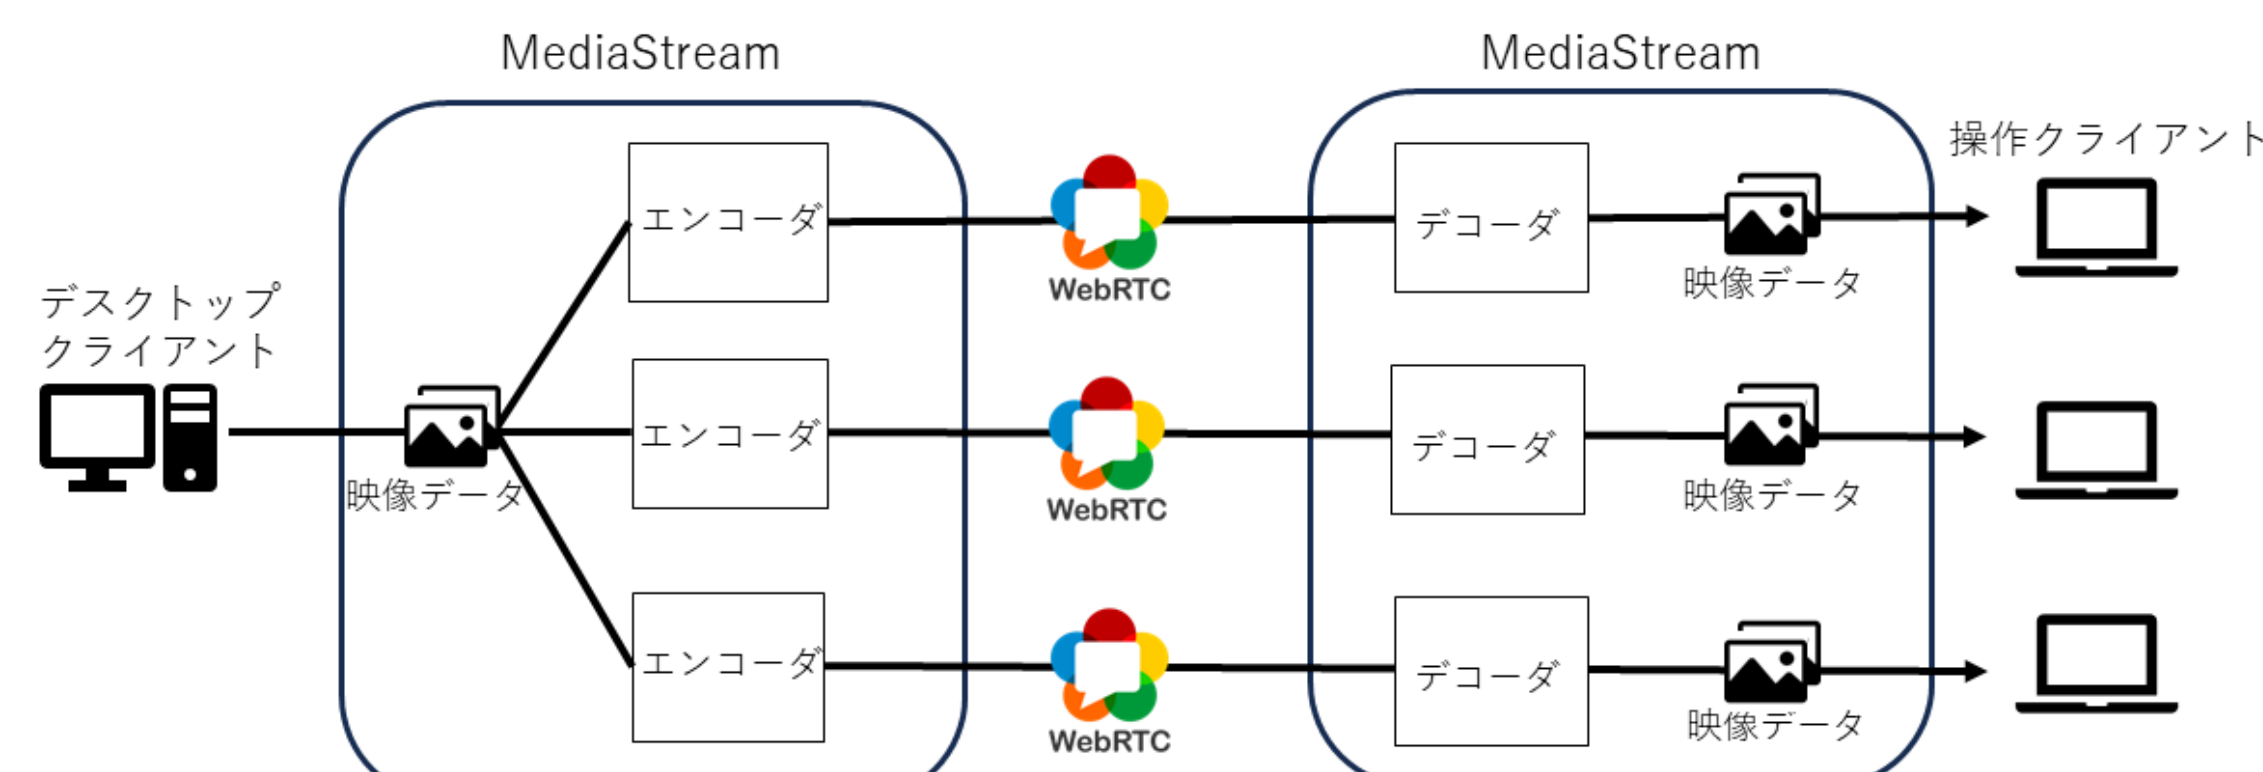 MediaStream
MediaStream
操作クライアント
エンコーダ
デコーダ
WebRTC
映像データ
デスクトップ
クライアント
エンコーダ
デコーダ
映像データ
WebRTC
映像データ
エンコーダ
デコーダ
WebRTC
映像データ